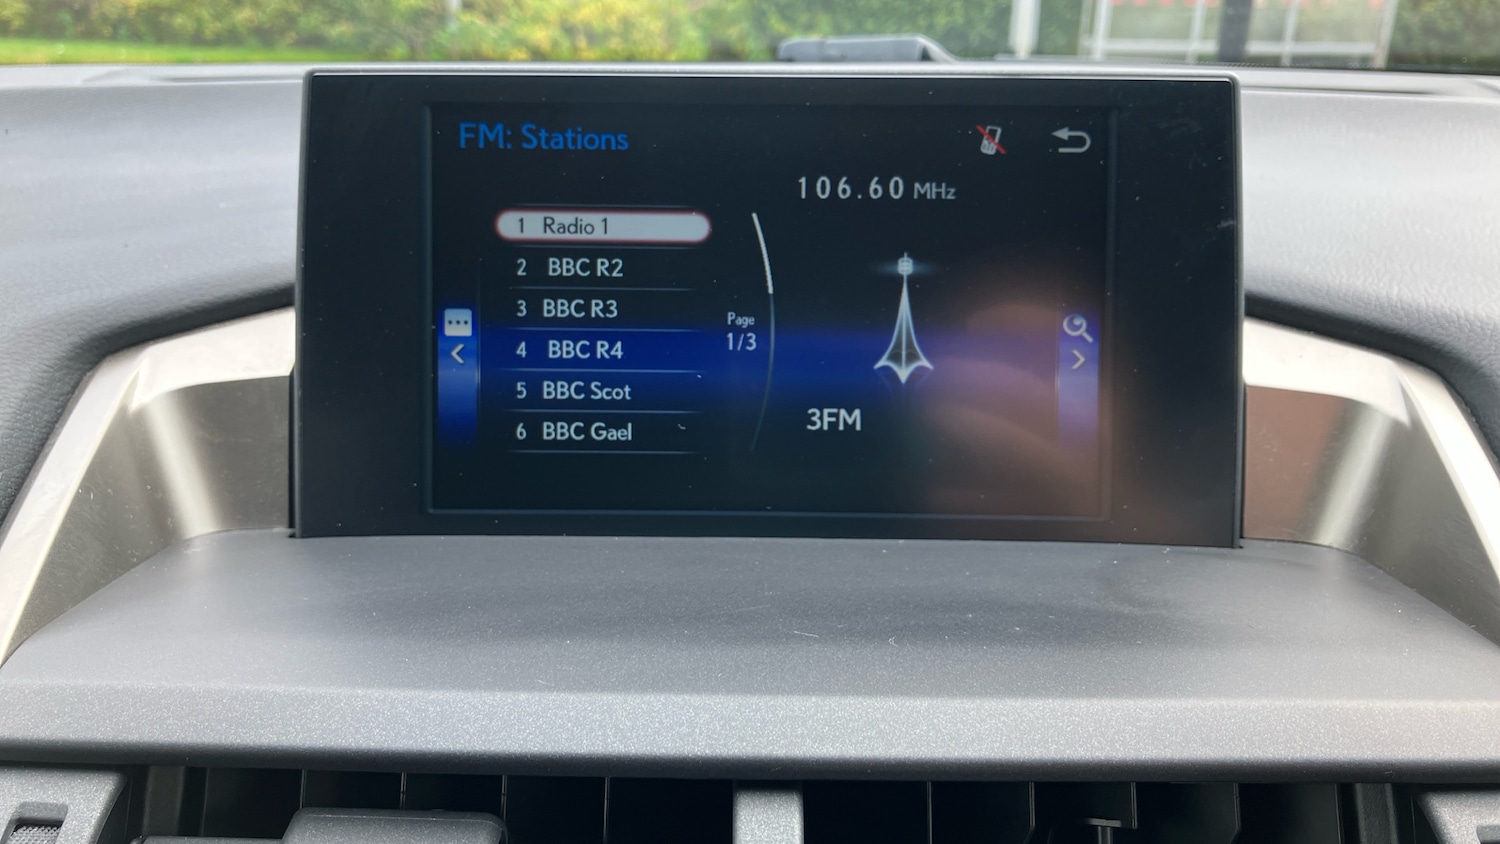 FM: Stations
106.60 MHz
1 Radio 1
2 BBC R2
3 BBC R3
4 BBC R4
5 BBC Scot
6 BBC Gael
Page
1/3
3FM